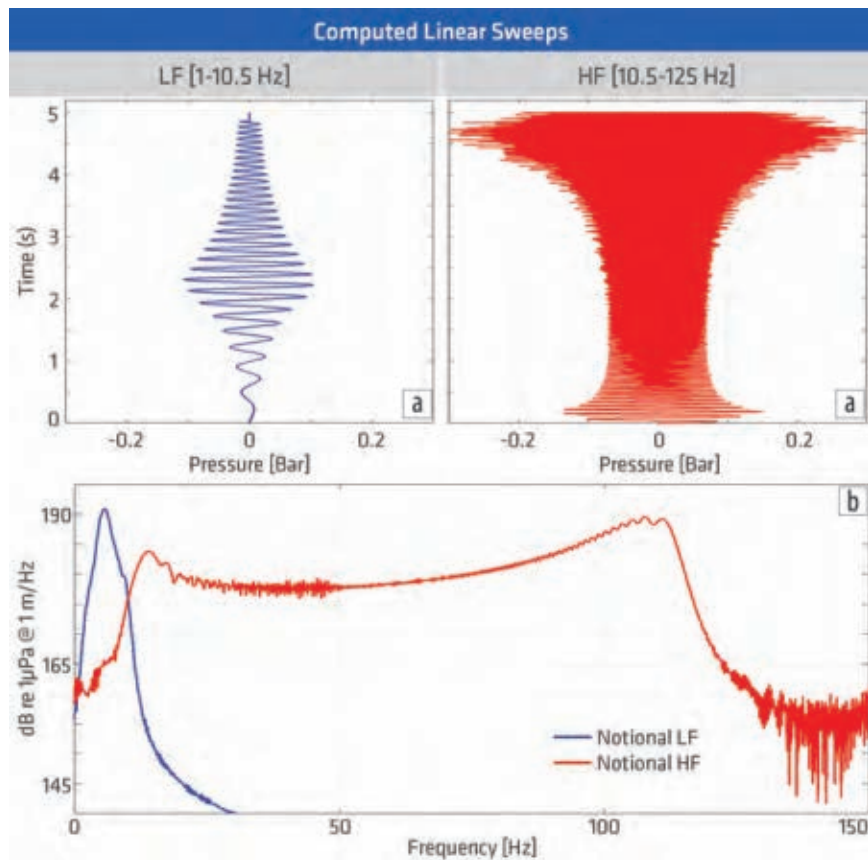 Computed Linear Sweeps
LF [1-10.5 Hz]
HF [10.5-125 Hz]
5
4
3
2
1
0
Time (s)
a
a
-0.2
0
0.2
-0.2
0
0.2
Pressure [Bar]
Pressure [Bar]
b
190
165
145
dB re 1µPa @ 1 m/Hz
Notional LF
Notional HF
0
50
100
150
Frequency [Hz]